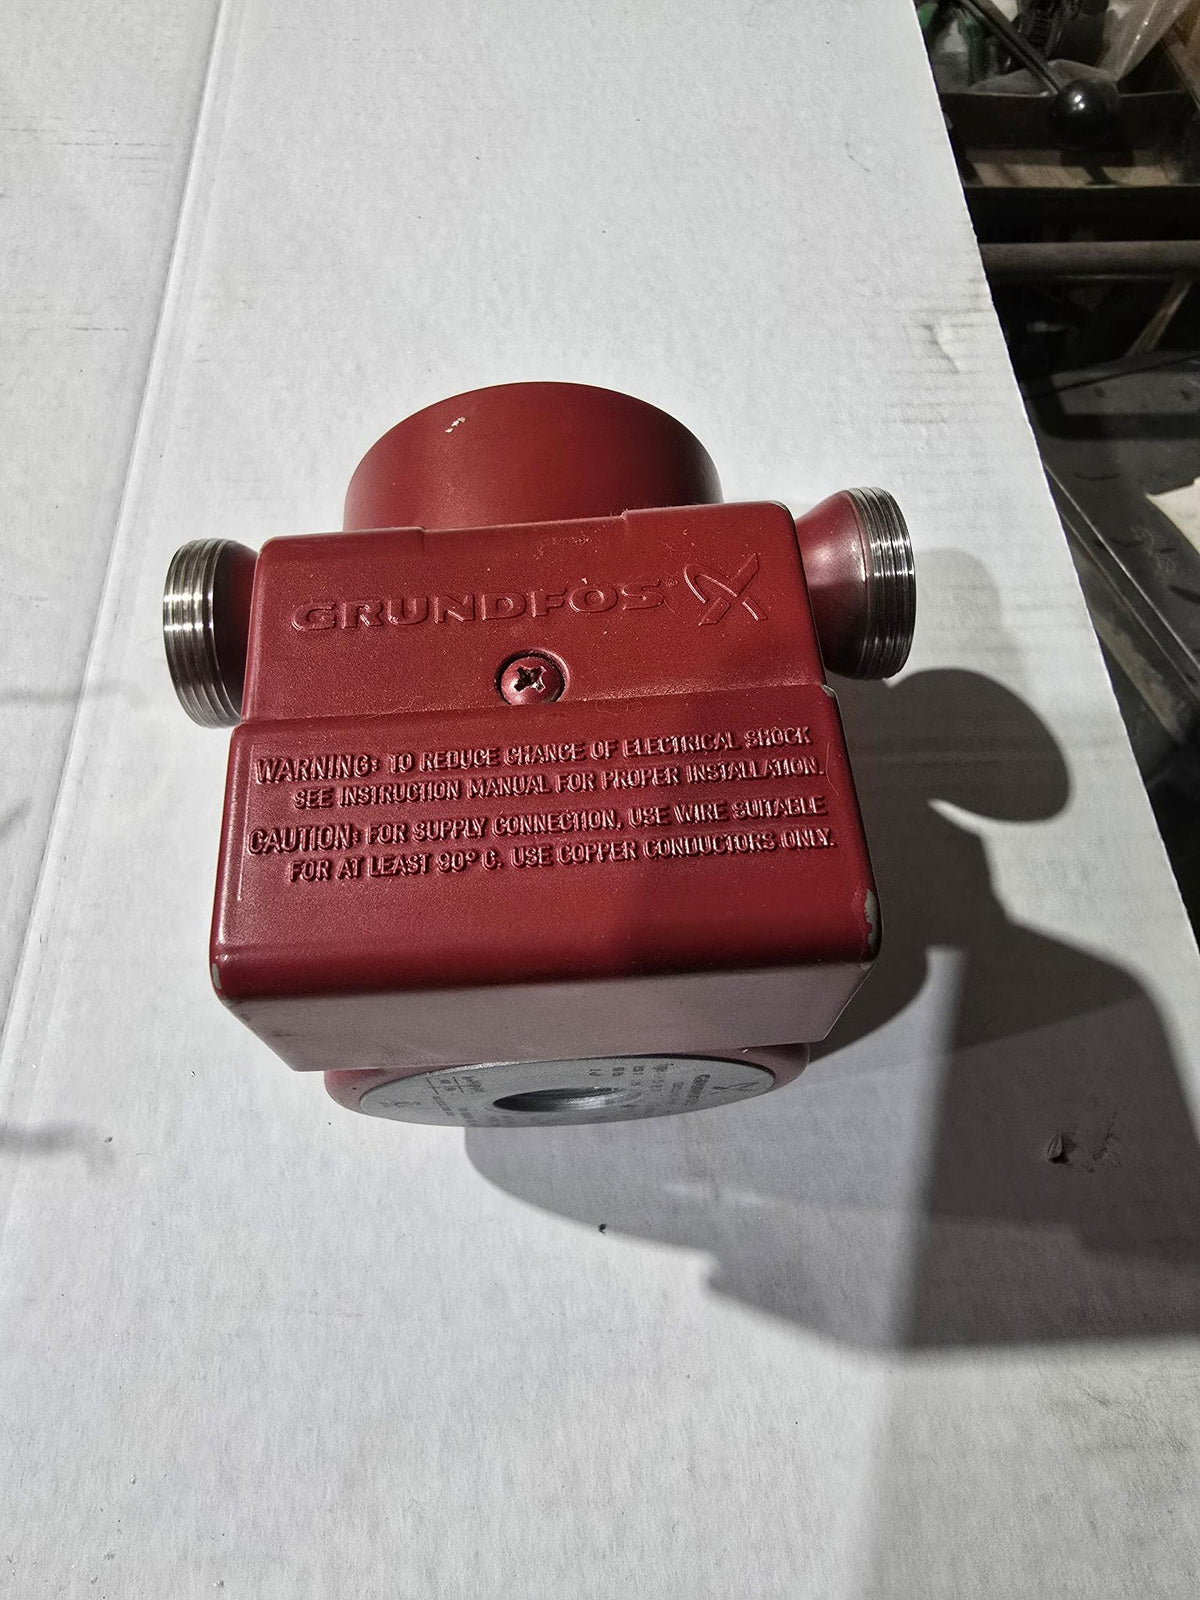 GRUNDFOS
WARNING: TO REDUCE CHANCE OF ELECTRICAL SHOCK
SEE INSTRUCTION MANUAL FOR PROPER INSTALLATION.
CAUTION: FOR SUPPLY CONNECTION, USE WIRE SUITABLE
FOR AT LEAST 90° C. USE COPPER CONDUCTORS ONLY.